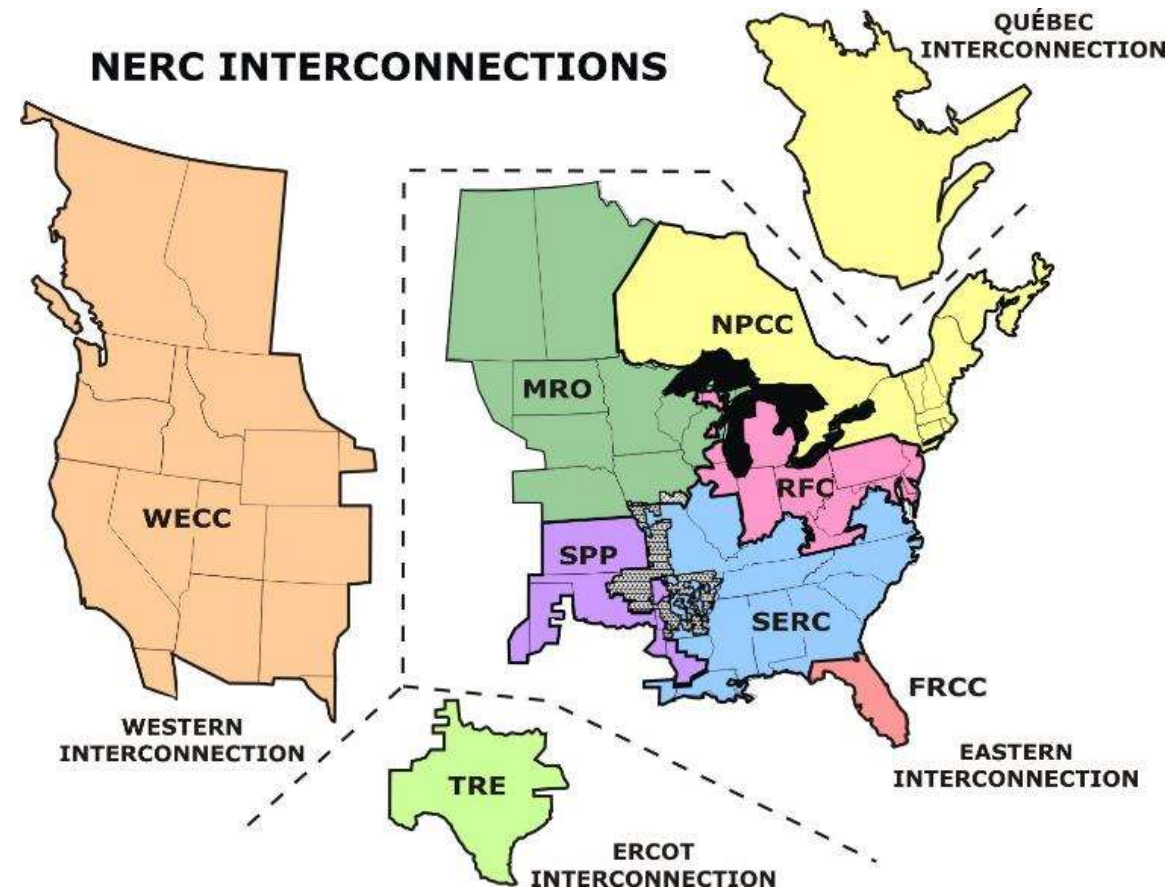 QUÉBEC
INTERCONNECTION
NERC INTERCONNECTIONS
NPCC
MRO
RFC
WECC
SPP
SERC
FRCC
WESTERN
INTERCONNECTION
EASTERN
INTERCONNECTION
TRE
ERCOT
INTERCONNECTION